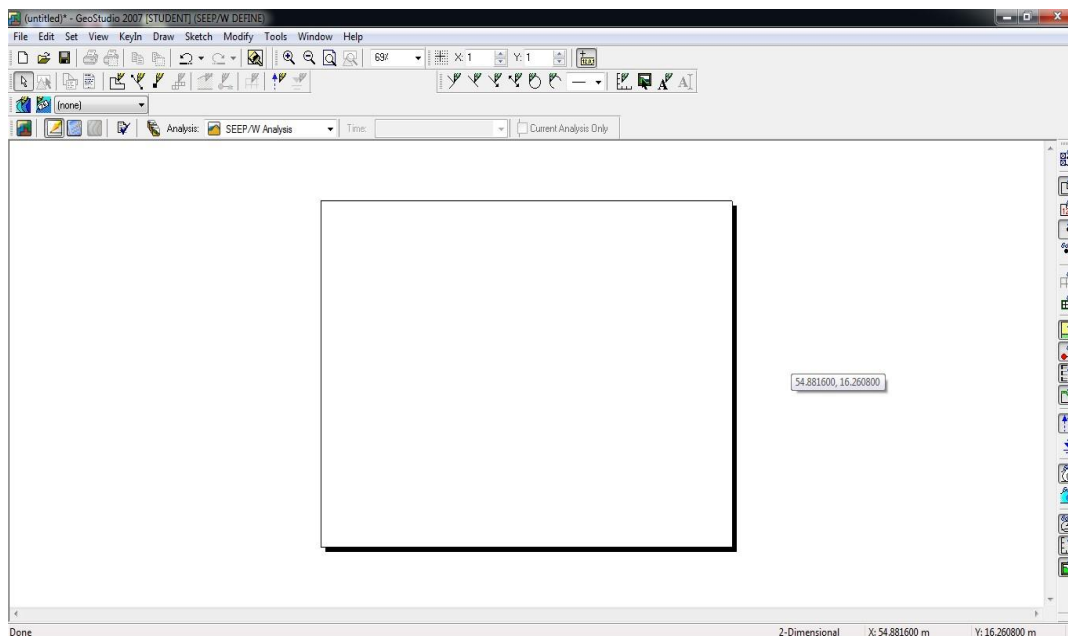 (untitled)* - GeoStudio 2007 [STUDENT] (SEEP/W DEFINE)
File Edit Set View KeyIn Draw Sketch Modify Tools Window Help
69% X: 1 Y: 1
(none)
Analysis: SEEP/W Analysis Time: Current Analysis Only
54.881600, 16.260800
Done 2-Dimensional X: 54.881600 m Y: 16.260800 m